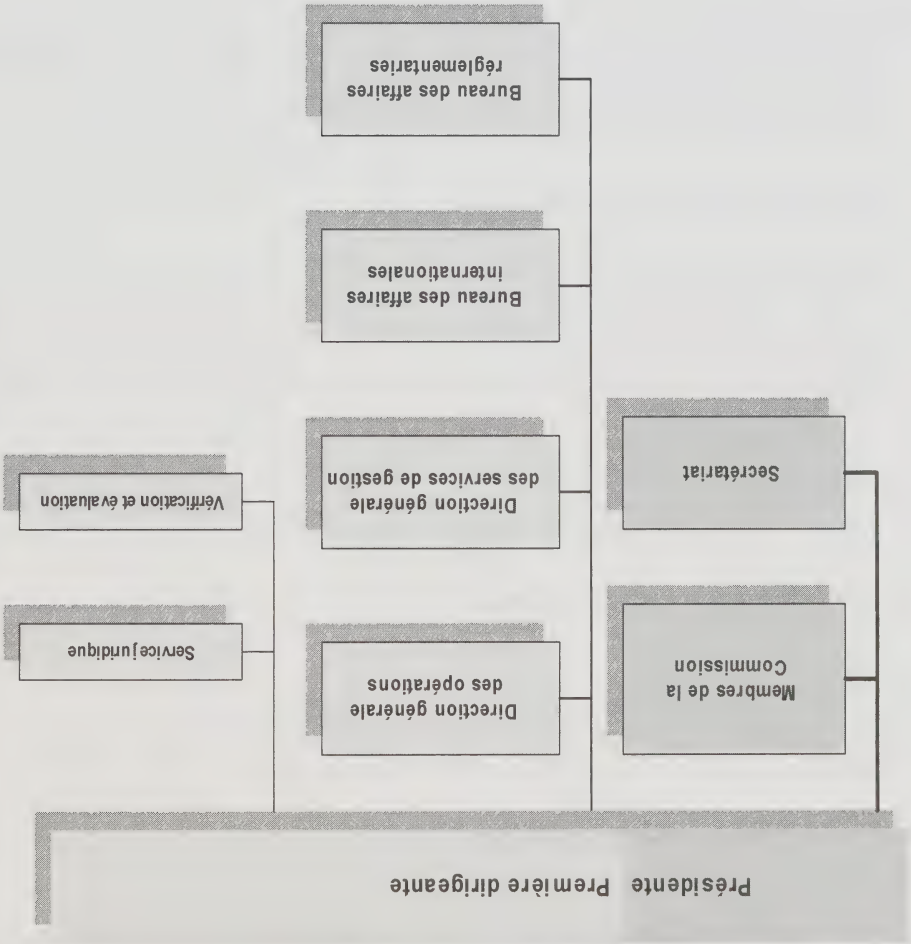 Présidente Première dirigeante
Membres de la
Commission
Secrétariat
Direction générale
des opérations
Direction générale
des services de gestion
Bureau des affaires
internationales
Bureau des affaires
réglementaries
Service juridique
Vérification et évaluation